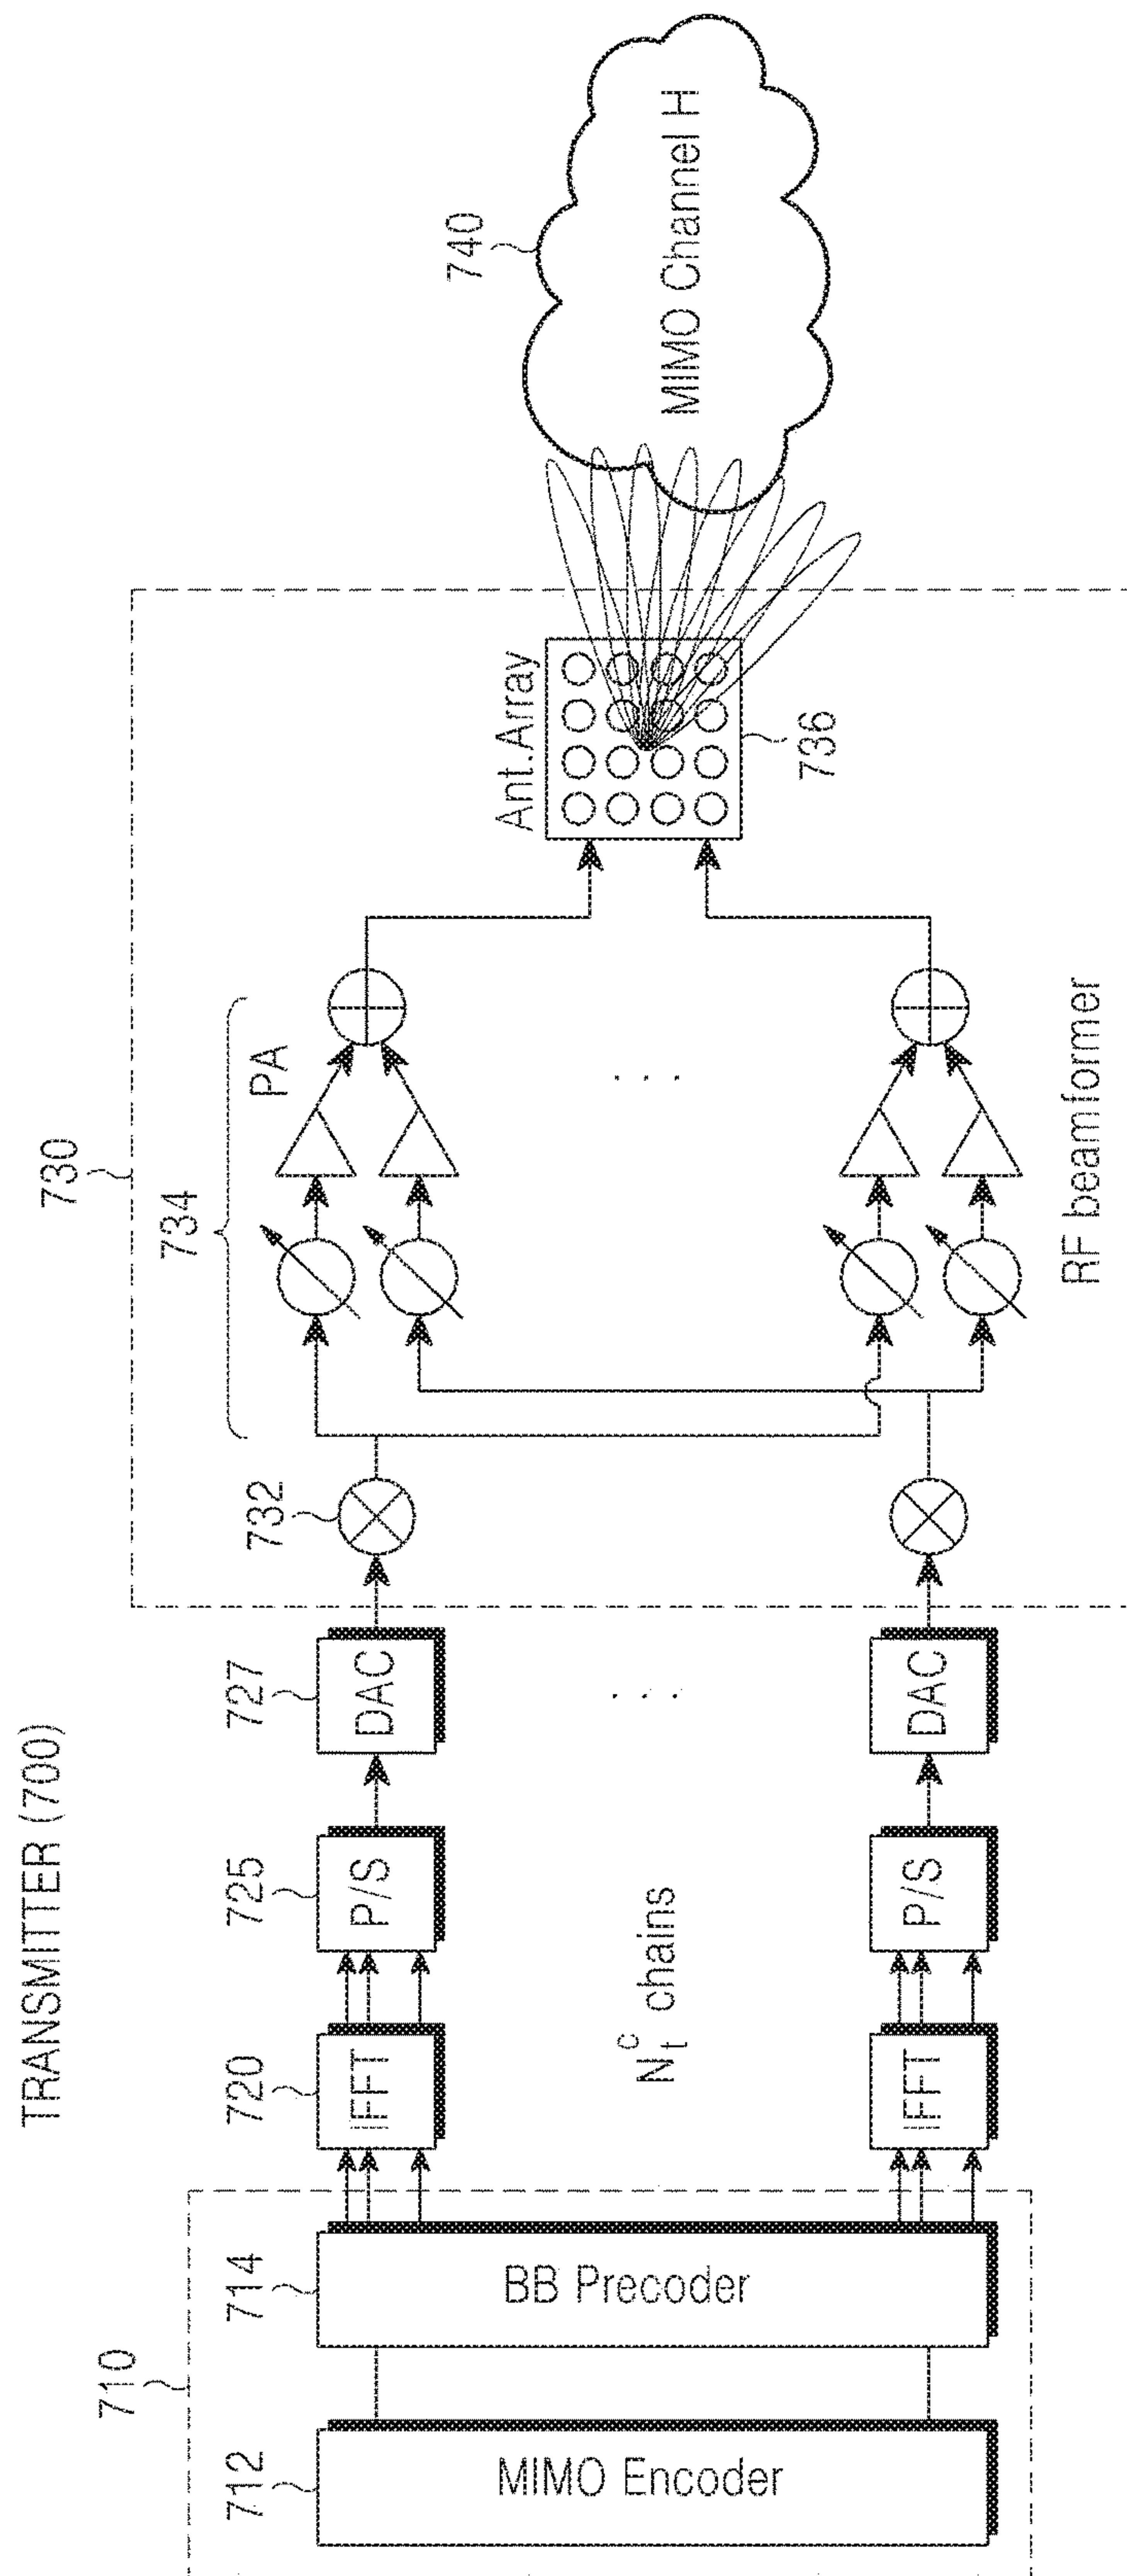 TRANSMITTER (700)
710
712
MIMO Encoder
714
BB Precoder
720
IFFT
IFFT
N_t^c chains
725
P/S
P/S
727
DAC
DAC
. . .
730
732
734
PA
. . .
RF beamformer
Ant.Array
736
740
MIMO Channel H